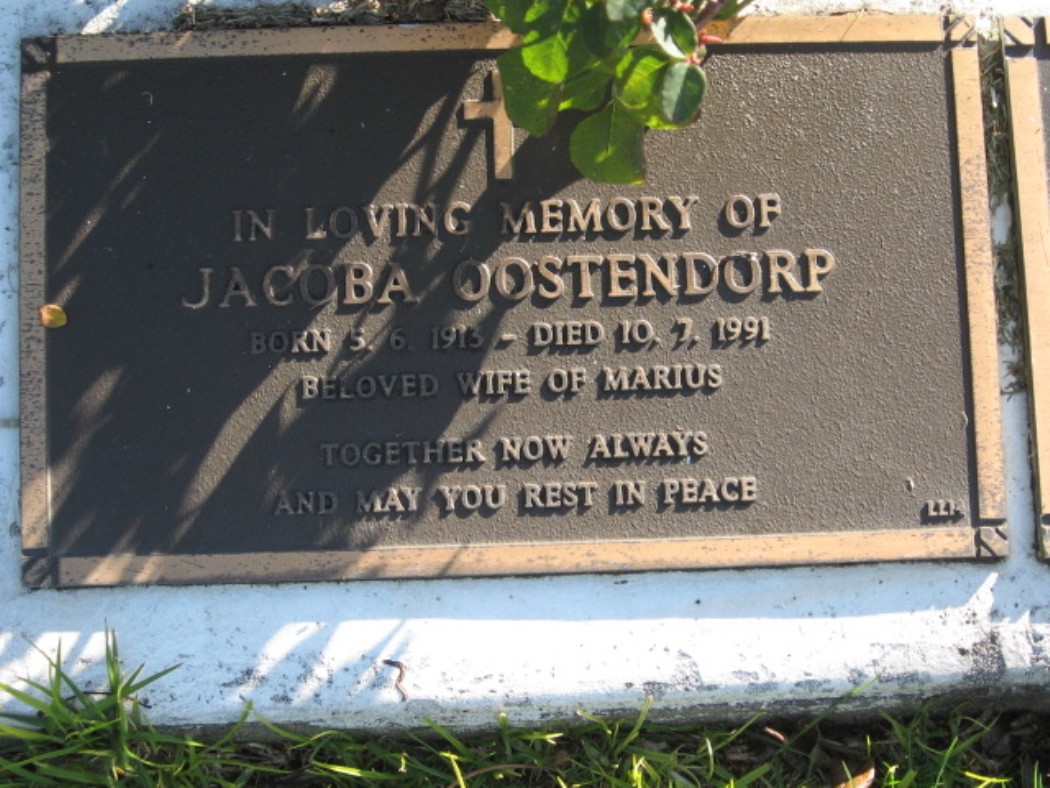 IN LOVING MEMORY OF
JACOBA OOSTENDORP
BORN 5. 6. 1913 - DIED 10. 7. 1991
BELOVED WIFE OF MARIUS
TOGETHER NOW ALWAYS
AND MAY YOU REST IN PEACE